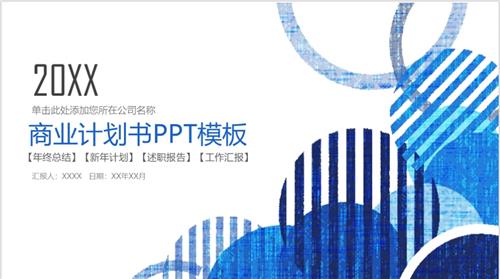 20XX
单击此处添加您所在公司名称
商业计划书PPT模板
【年终总结】【新年计划】【述职报告】【工作汇报】
汇报人：XXXX 日期：XX年XX月